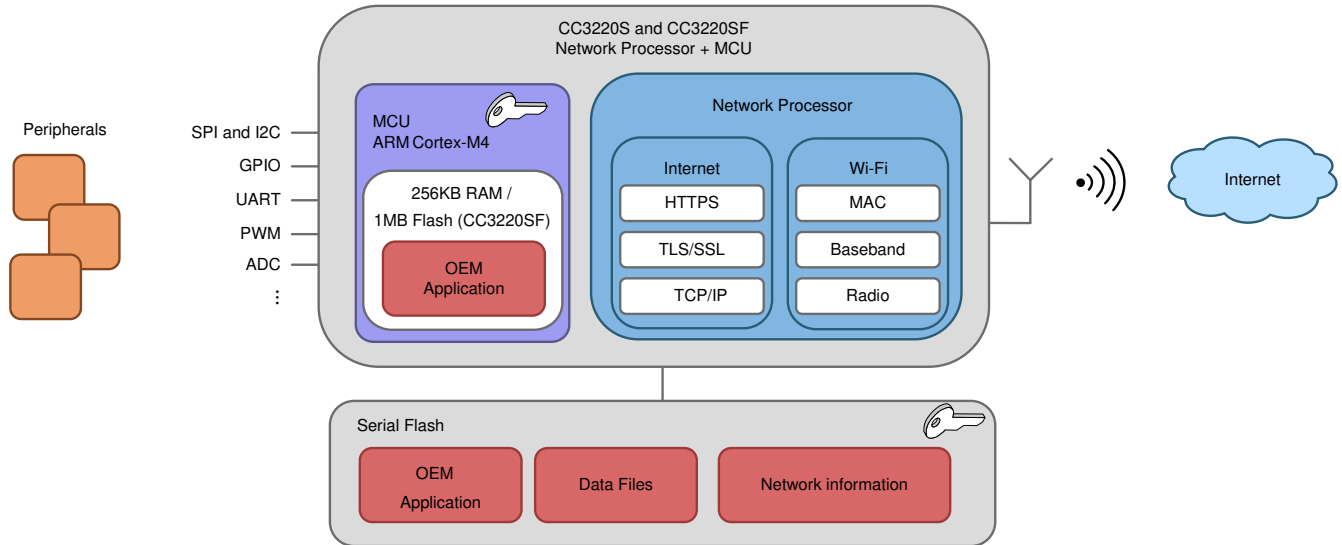 CC3220S and CC3220SF
Network Processor + MCU
Peripherals
SPI and I2C
GPIO
UART
PWM
ADC
⋮
MCU
ARM Cortex-M4
256KB RAM /
1MB Flash (CC3220SF)
OEM
Application
Network Processor
Internet
HTTPS
TLS/SSL
TCP/IP
Wi-Fi
MAC
Baseband
Radio
Internet
Serial Flash
OEM
Application
Data Files
Network information